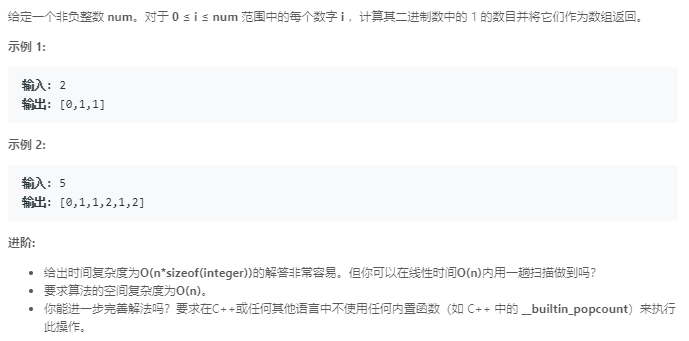 给定一个非负整数 num。对于 0 ≤ i ≤ num 范围中的每个数字 i ，计算其二进制数中的 1 的数目并将它们作为数组返回。
示例 1:
输入: 2
输出: [0,1,1]
示例 2:
输入: 5
输出: [0,1,1,2,1,2]
进阶:
• 给出时间复杂度为O(n*sizeof(integer))的解答非常容易。但你可以在线性时间O(n)内用一趟扫描做到吗？
• 要求算法的空间复杂度为O(n)。
• 你能进一步完善解法吗？要求在C++或任何其他语言中不使用任何内置函数（如 C++ 中的 __builtin_popcount）来执行
此操作。